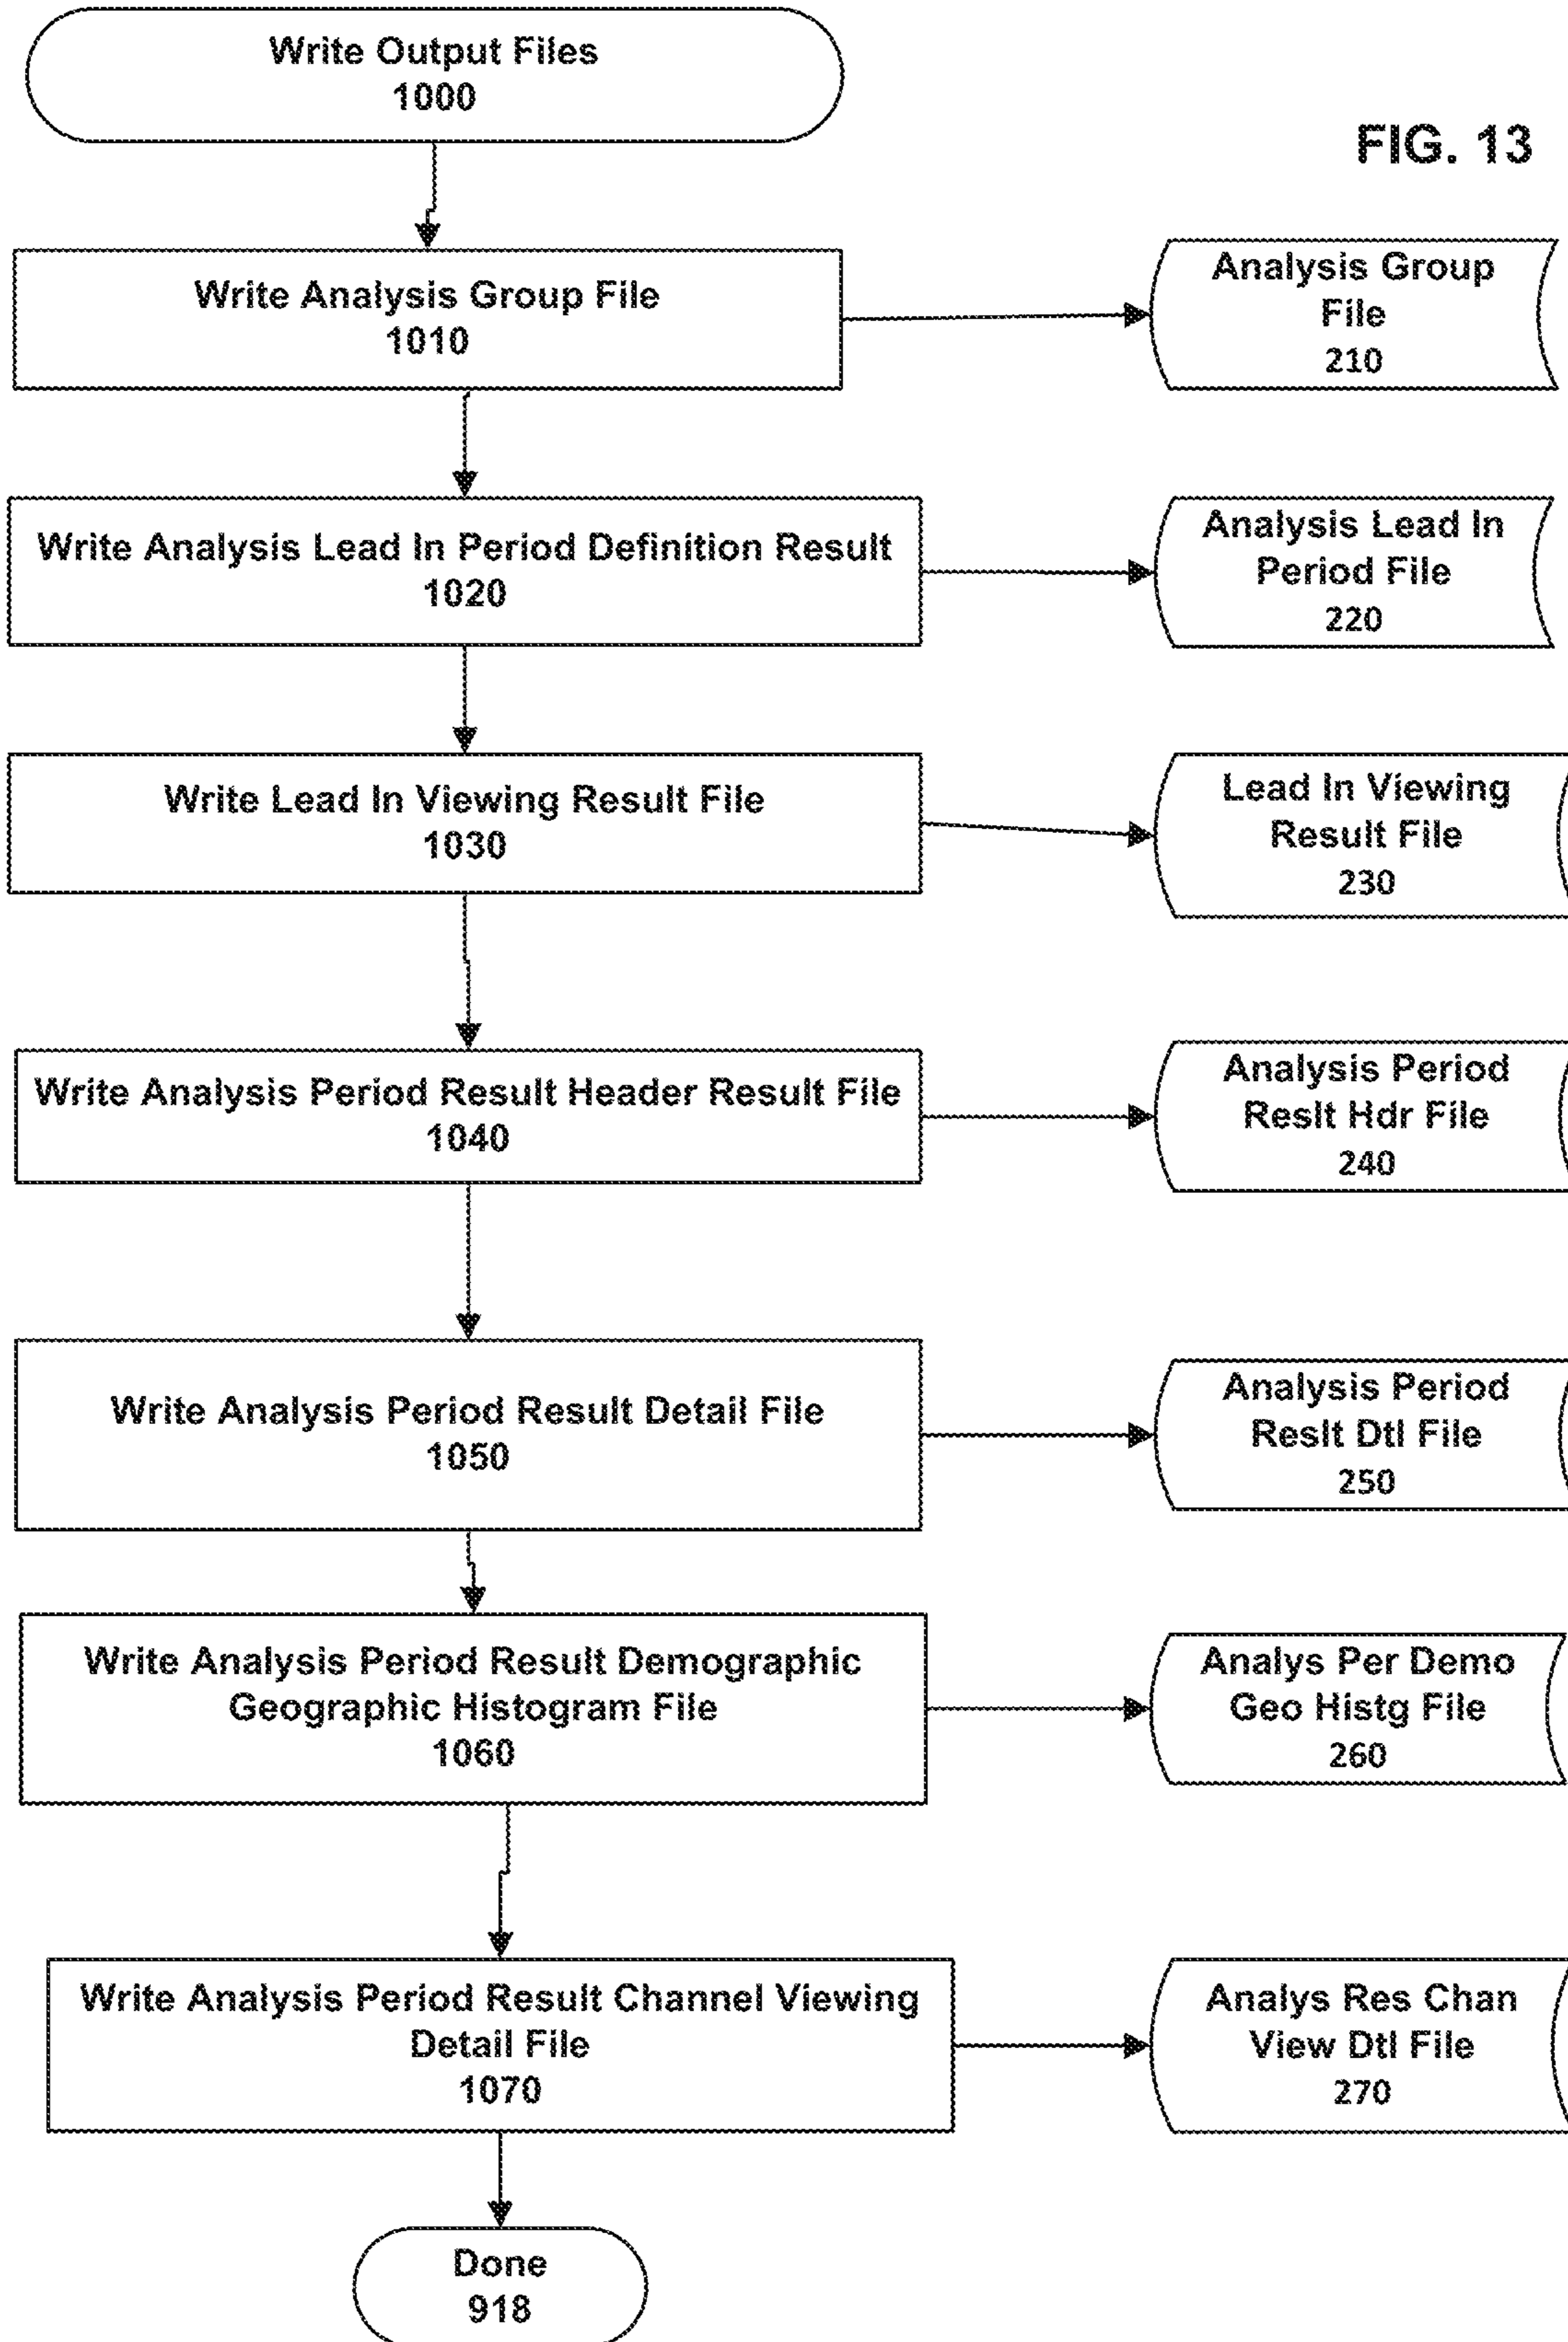 Write Output Files
1000
FIG. 13
Write Analysis Group File
1010
Analysis Group
File
210
Write Analysis Lead In Period Definition Result
1020
Analysis Lead In
Period File
220
Write Lead In Viewing Result File
1030
Lead In Viewing
Result File
230
Write Analysis Period Result Header Result File
1040
Analysis Period
Reslt Hdr File
240
Write Analysis Period Result Detail File
1050
Analysis Period
Reslt Dtl File
250
Write Analysis Period Result Demographic
Geographic Histogram File
1060
Analys Per Demo
Geo Histg File
260
Write Analysis Period Result Channel Viewing
Detail File
1070
Analys Res Chan
View Dtl File
270
Done
918